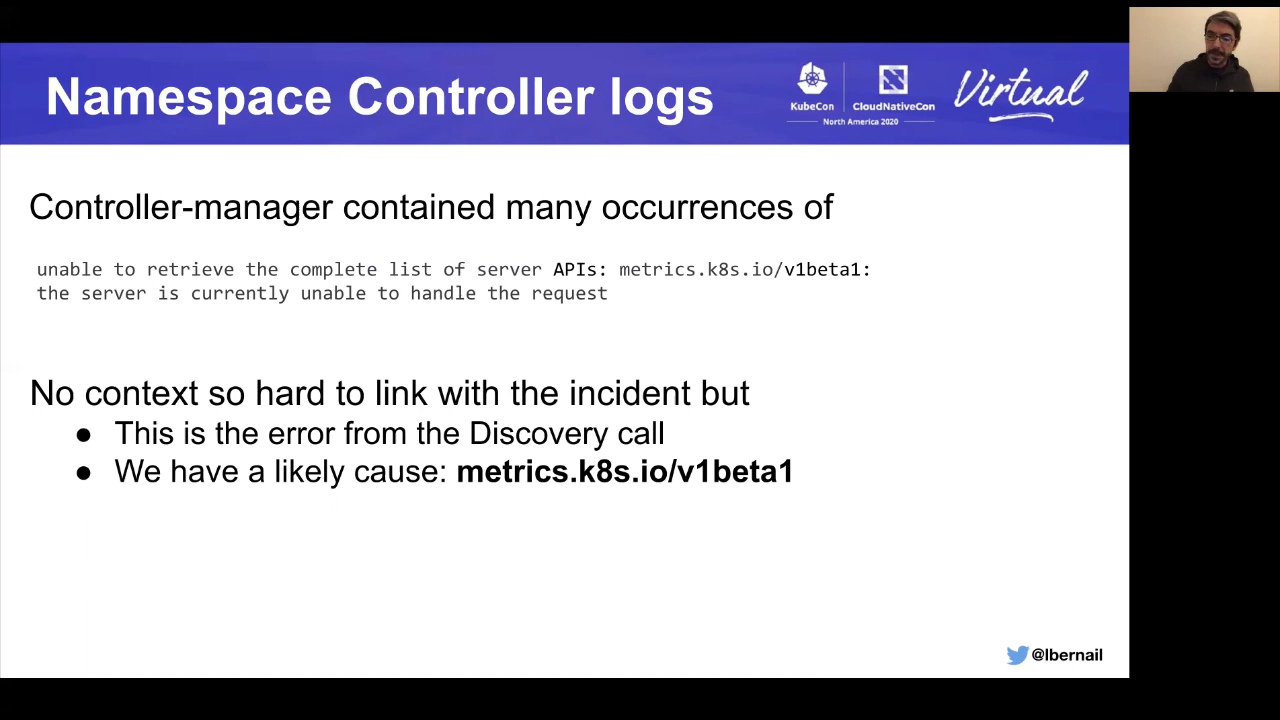 Namespace Controller logs
KubeCon
CloudNativeCon
North America 2020
Virtual
Controller-manager contained many occurrences of
unable to retrieve the complete list of server APIs: metrics.k8s.io/v1beta1:
the server is currently unable to handle the request
No context so hard to link with the incident but
● This is the error from the Discovery call
● We have a likely cause: metrics.k8s.io/v1beta1
@lbernail